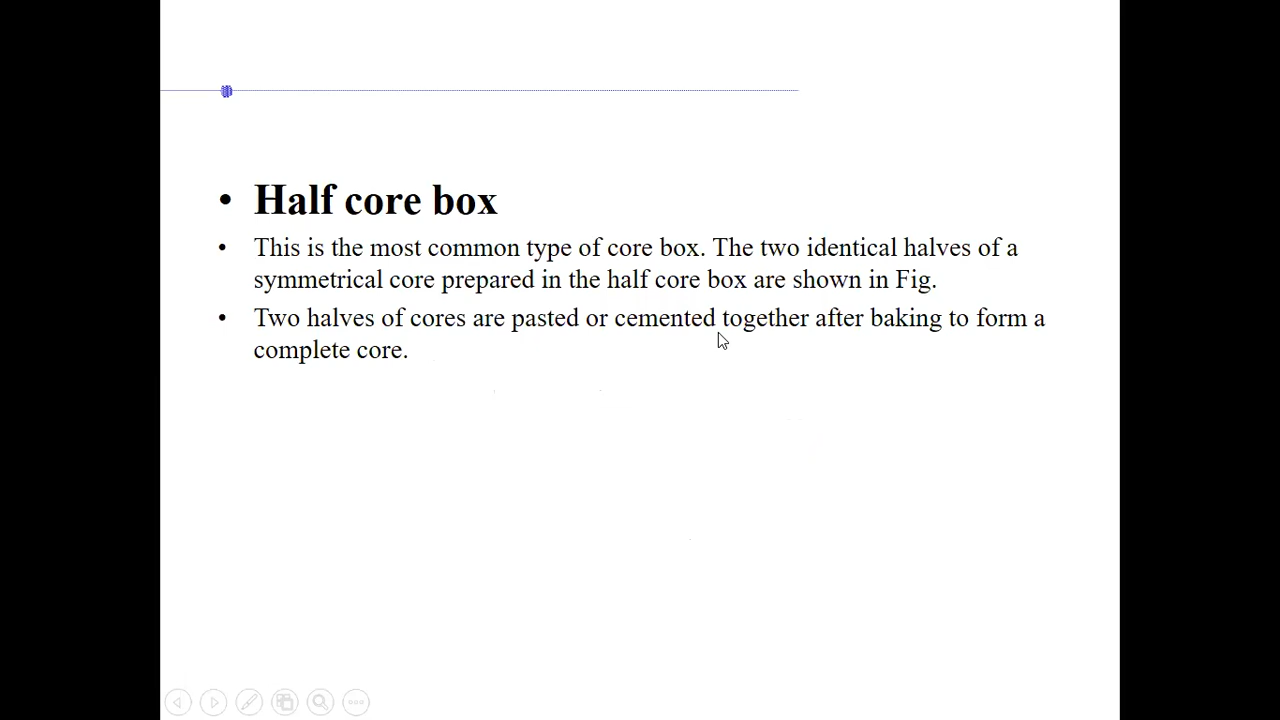 • Half core box
• This is the most common type of core box. The two identical halves of a
symmetrical core prepared in the half core box are shown in Fig.
• Two halves of cores are pasted or cemented together after baking to form a
complete core.